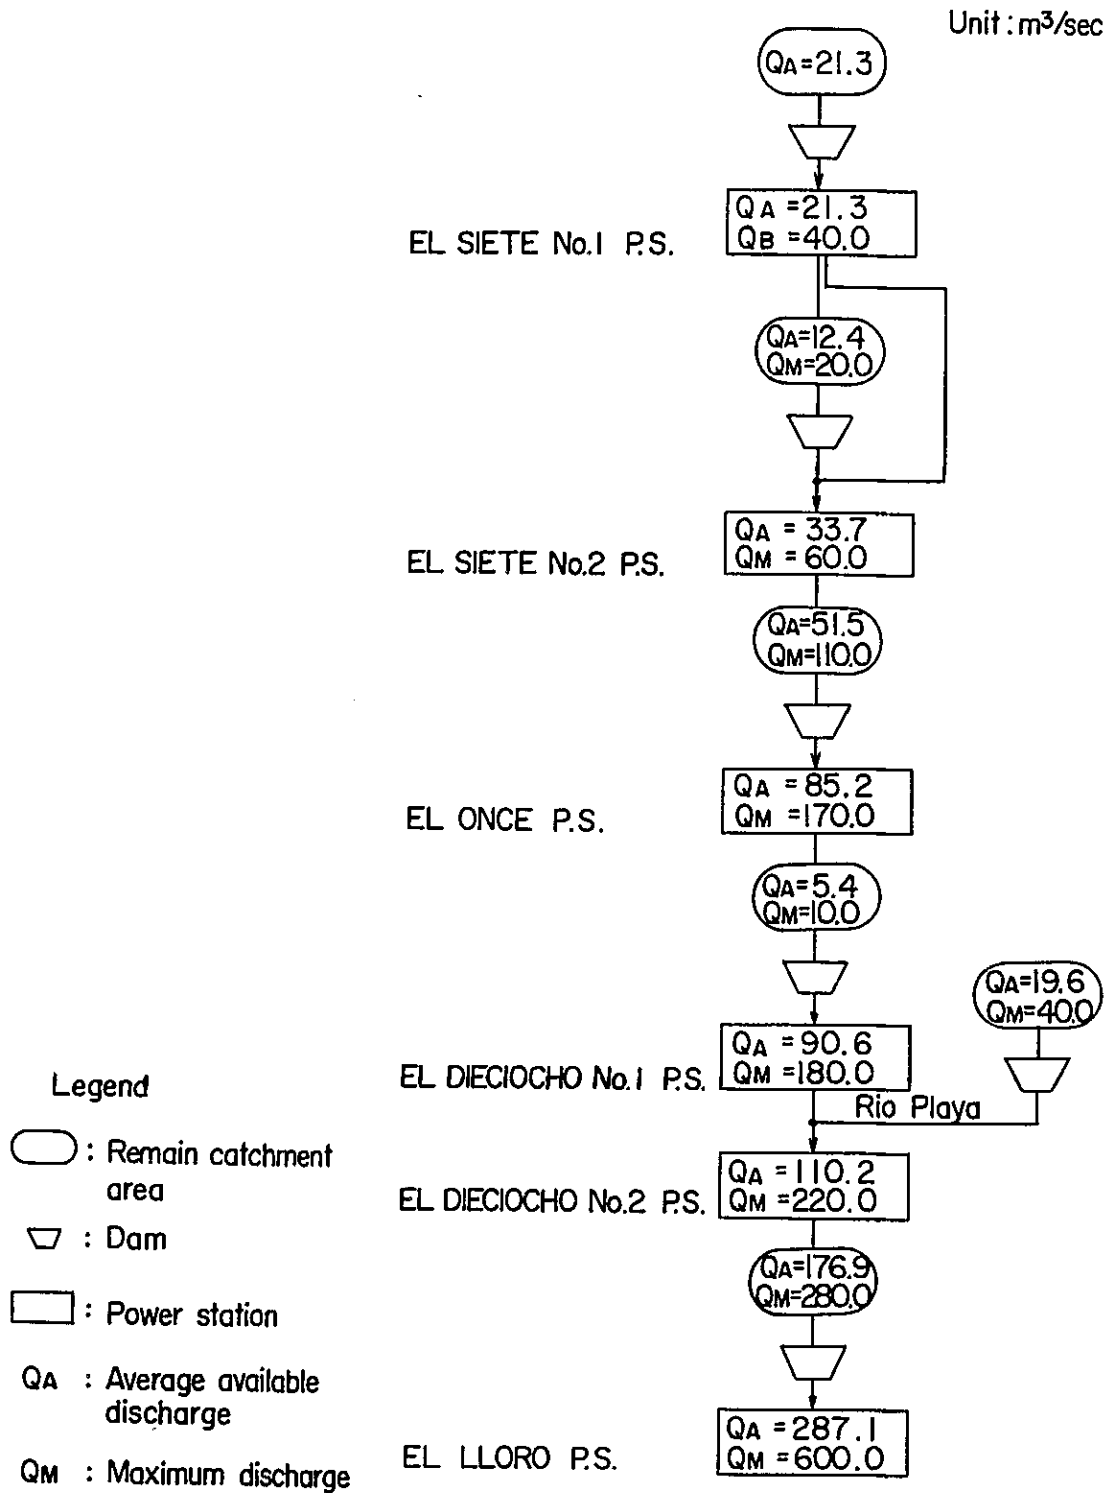 Unit : m³/sec
QA=21.3
QA =21.3
QB =40.0
EL SIETE No.1 P.S.
QA=12.4
QM=20.0
QA = 33.7
QM = 60.0
EL SIETE No.2 P.S.
QA=51.5
QM=110.0
QA = 85.2
QM =170.0
EL ONCE P.S.
QA=5.4
QM=10.0
QA=19.6
QM=40.0
QA = 90.6
QM =180.0
EL DIECIOCHO No.1 P.S.
Rio Playa
QA =110.2
QM =220.0
EL DIECIOCHO No.2 P.S.
QA=176.9
QM=280.0
QA =287.1
QM =600.0
EL LLORO P.S.
Legend
: Remain catchment
area
: Dam
: Power station
QA : Average available
discharge
QM : Maximum discharge